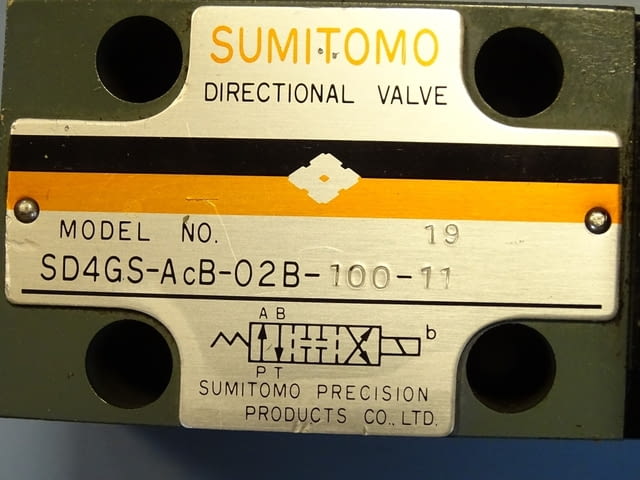 SUMITOMO
DIRECTIONAL VALVE
MODEL NO. 19
SD4GS-AcB-02B-100-11
A B
b
P T
SUMITOMO PRECISION
PRODUCTS CO., LTD.